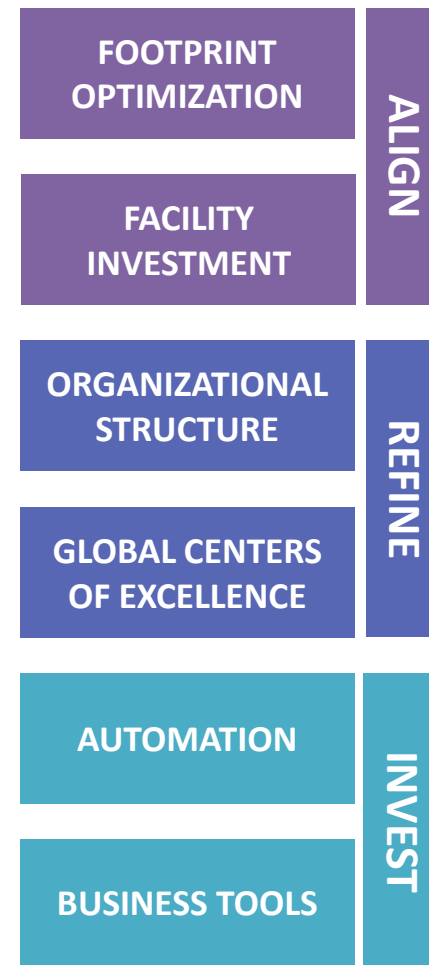 FOOTPRINT
OPTIMIZATION
ALIGN
FACILITY
INVESTMENT
ORGANIZATIONAL
STRUCTURE
REFINE
GLOBAL CENTERS
OF EXCELLENCE
AUTOMATION
INVEST
BUSINESS TOOLS